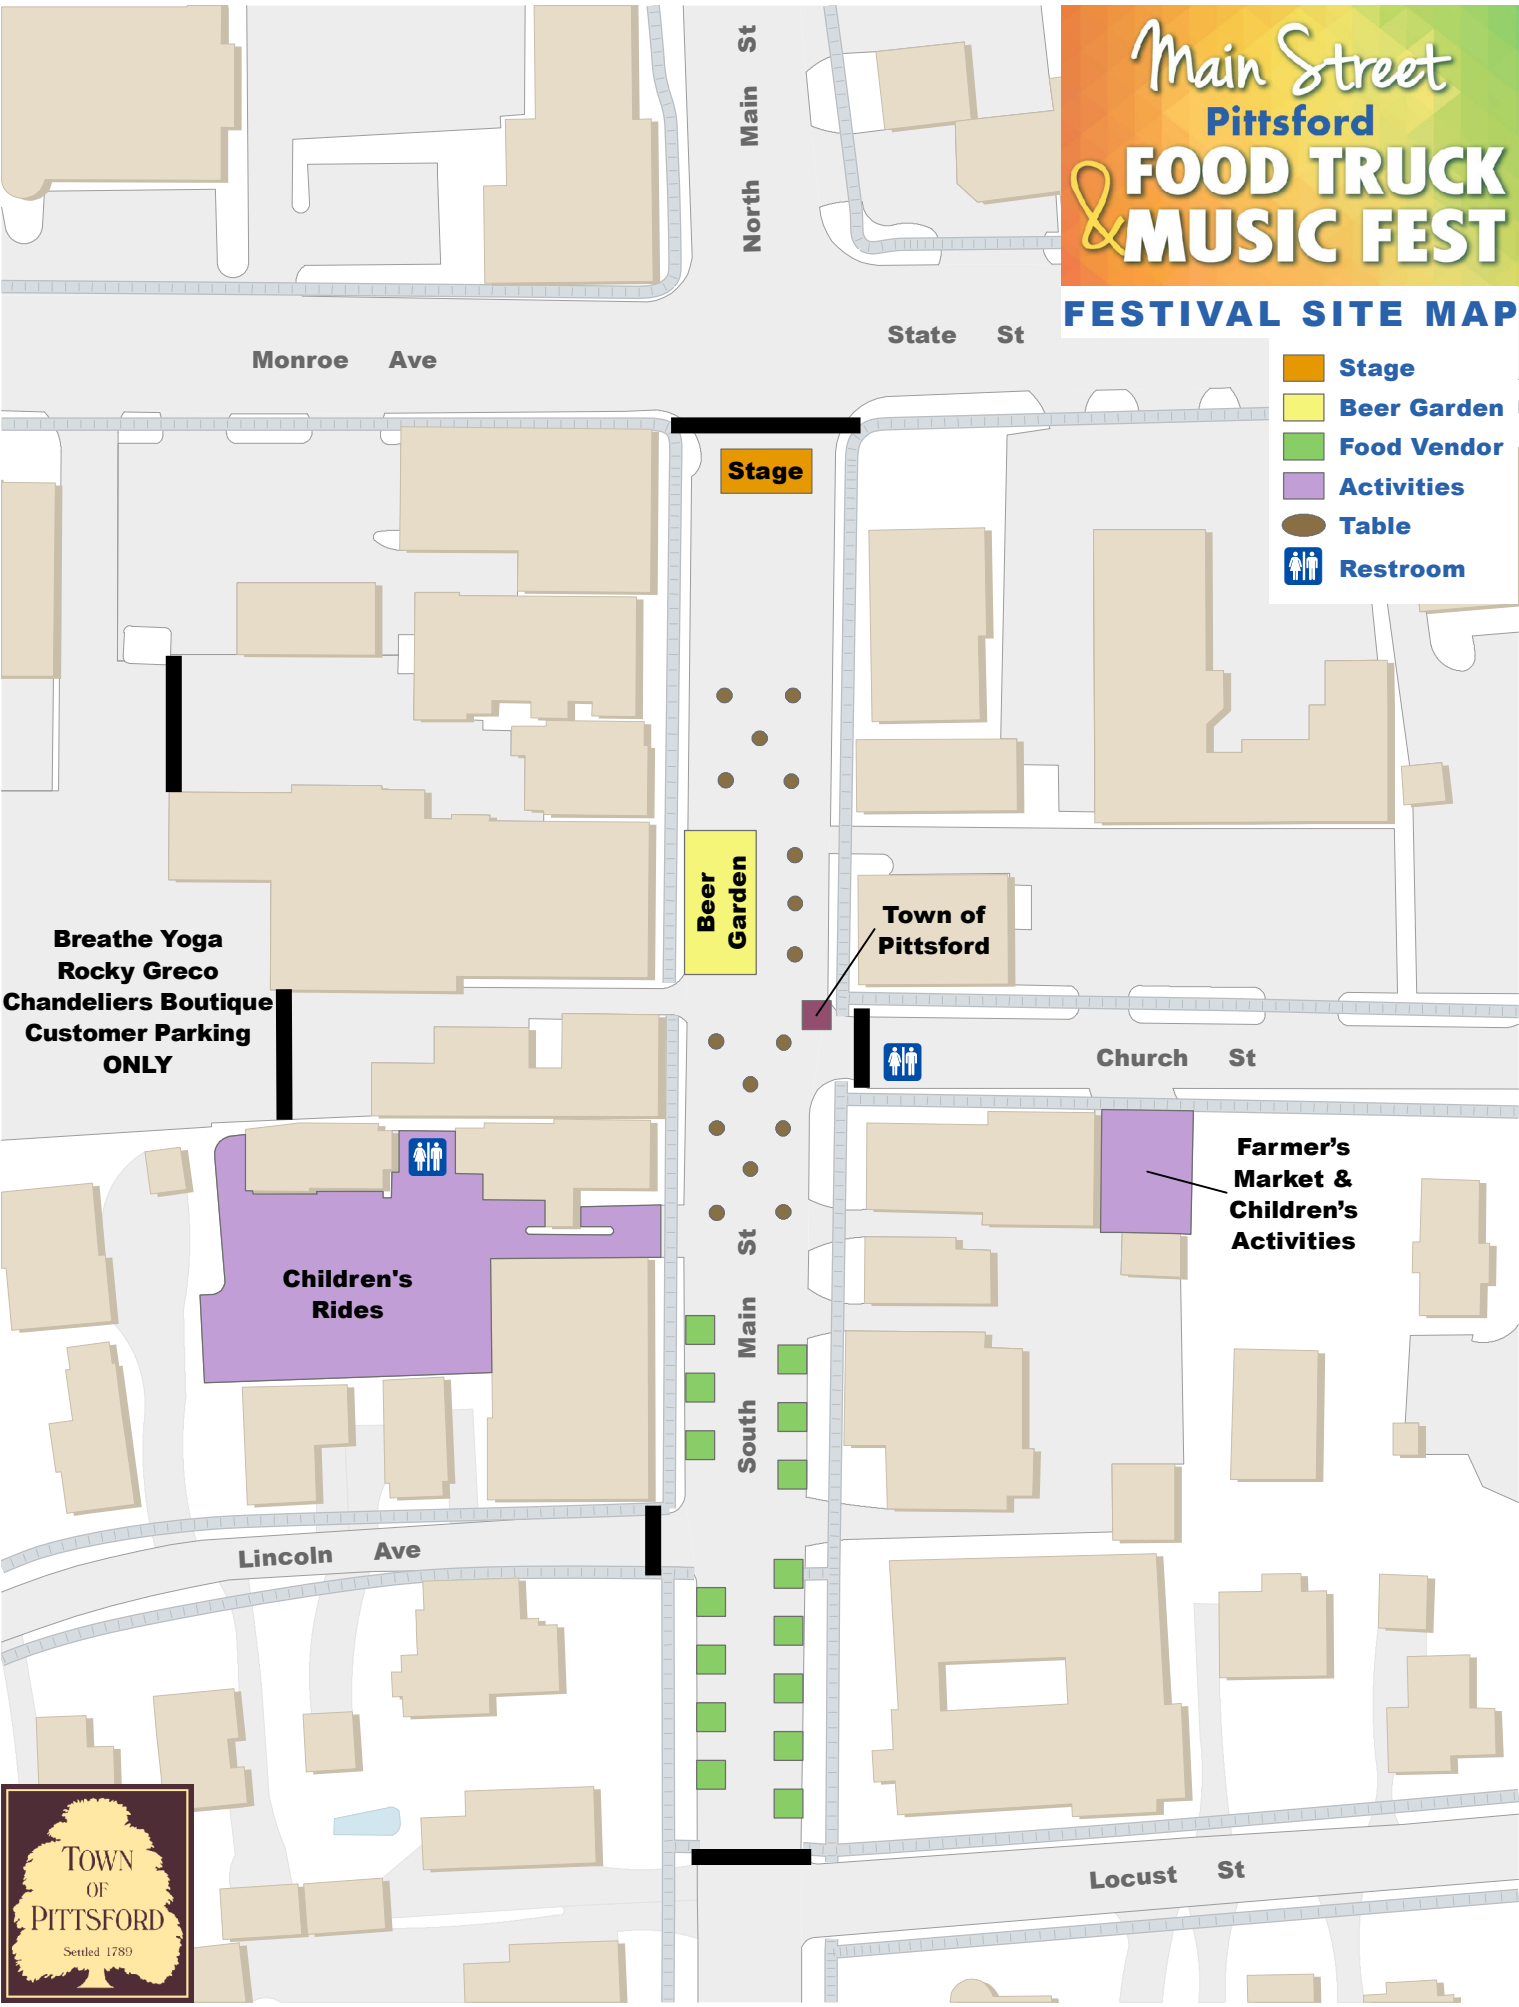 Main Street
Pittsford
FOOD TRUCK
& MUSIC FEST
FESTIVAL SITE MAP
Stage
Beer Garden
Food Vendor
Activities
Table
Restroom
North Main St
State St
Monroe Ave
Stage
Beer
Garden
Town of
Pittsford
Breathe Yoga
Rocky Greco
Chandeliers Boutique
Customer Parking
ONLY
Church St
Farmer's
Market &
Children's
Activities
Children's
Rides
South Main St
Lincoln Ave
Locust St
TOWN
OF
PITTSFORD
Settled 1789